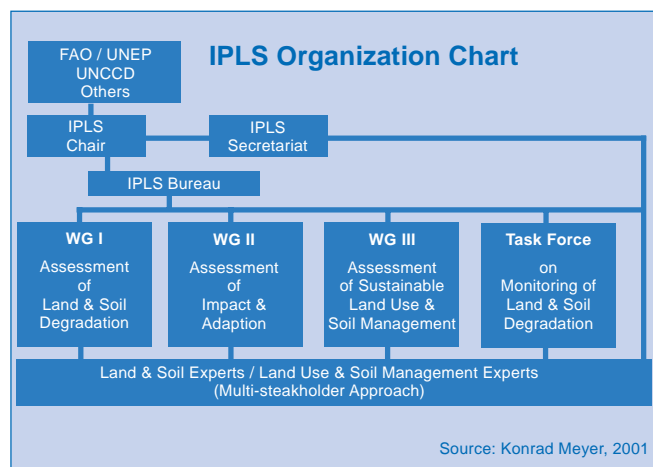 IPLS Organization Chart
FAO / UNEP
UNCCD
Others
IPLS
Chair
IPLS
Secretariat
IPLS Bureau
WG I
Assessment
of
Land & Soil
Degradation
WG II
Assessment
of
Impact &
Adaption
WG III
Assessment
of Sustainable
Land Use &
Soil Management
Task Force
on
Monitoring of
Land & Soil
Degradation
Land & Soil Experts / Land Use & Soil Management Experts
(Multi-steakholder Approach)
Source: Konrad Meyer, 2001